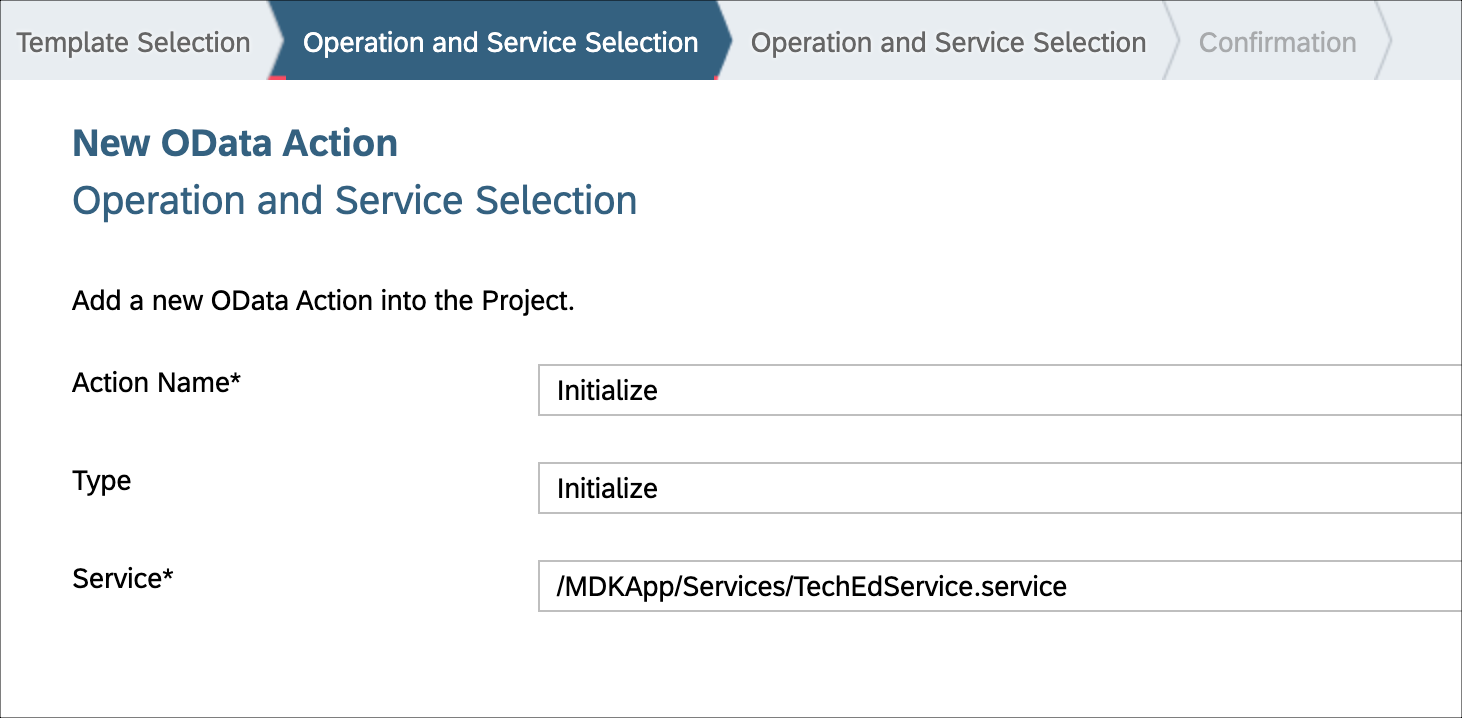 Template Selection Operation and Service Selection Operation and Service Selection Confirmation
New OData Action
Operation and Service Selection
Add a new OData Action into the Project.
Action Name* Initialize
Type Initialize
Service* /MDKApp/Services/TechEdService.service